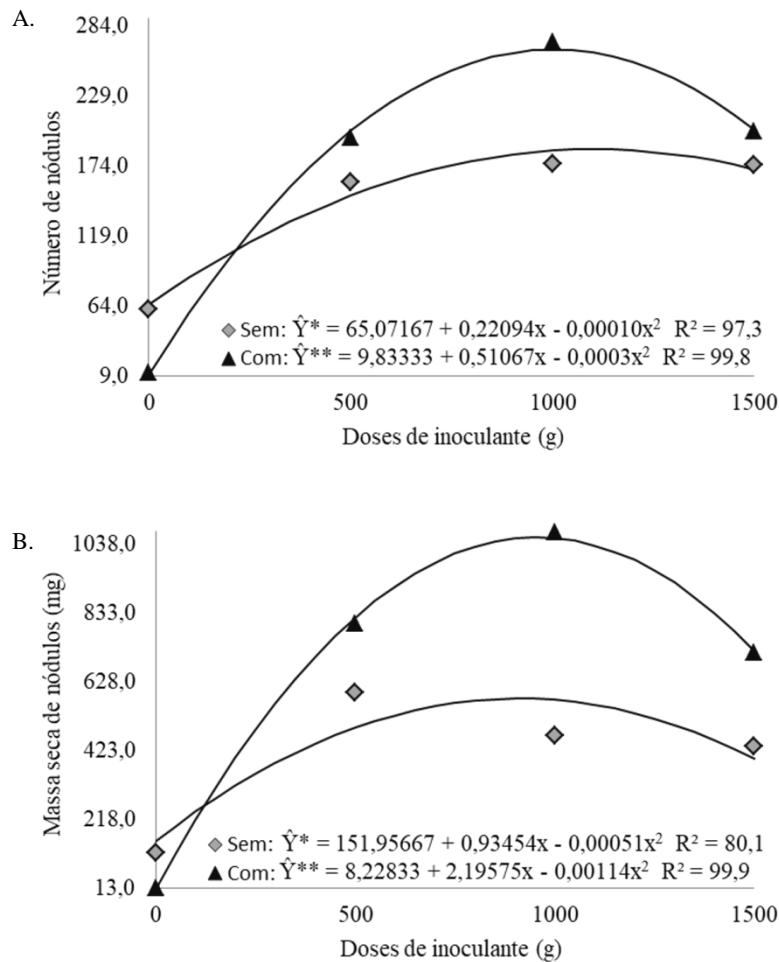 A.
284,0
229,0
174,0
119,0
64,0
9,0
Número de nódulos
Sem: Ŷ* = 65,07167 + 0,22094x - 0,00010x² R² = 97,3
Com: Ŷ** = 9,83333 + 0,51067x - 0,0003x² R² = 99,8
0 500 1000 1500
Doses de inoculante (g)
B.
1038,0
833,0
628,0
423,0
218,0
13,0
Massa seca de nódulos (mg)
Sem: Ŷ* = 151,95667 + 0,93454x - 0,00051x² R² = 80,1
Com: Ŷ** = 8,22833 + 2,19575x - 0,00114x² R² = 99,9
0 500 1000 1500
Doses de inoculante (g)